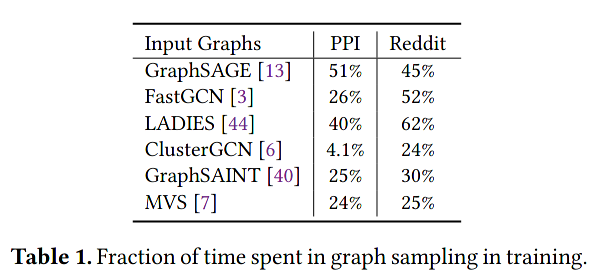 Input Graphs PPI Reddit
GraphSAGE [13] 51% 45%
FastGCN [3] 26% 52%
LADIES [44] 40% 62%
ClusterGCN [6] 4.1% 24%
GraphSAINT [40] 25% 30%
MVS [7] 24% 25%
Table 1. Fraction of time spent in graph sampling in training.